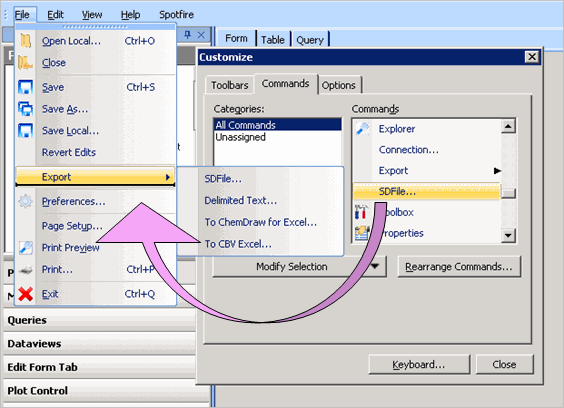 File Edit View Help Spotfire
Form Table Query
Open Local... Ctrl+O
Close
Save Ctrl+S
Save As...
Save Local...
Revert Edits
Export
Preferences...
Page Setup...
Print Preview
Print... Ctrl+P
Exit Ctrl+Q
SDFile...
Delimited Text...
To ChemDraw for Excel...
To CBV Excel...
Queries
Dataviews
Edit Form Tab
Plot Control
Customize
Toolbars Commands Options
Categories:
All Commands
Unassigned
Commands
Explorer
Connection...
Export
SDFile...
Toolbox
Properties
Modify Selection
Rearrange Commands...
Keyboard...
Close